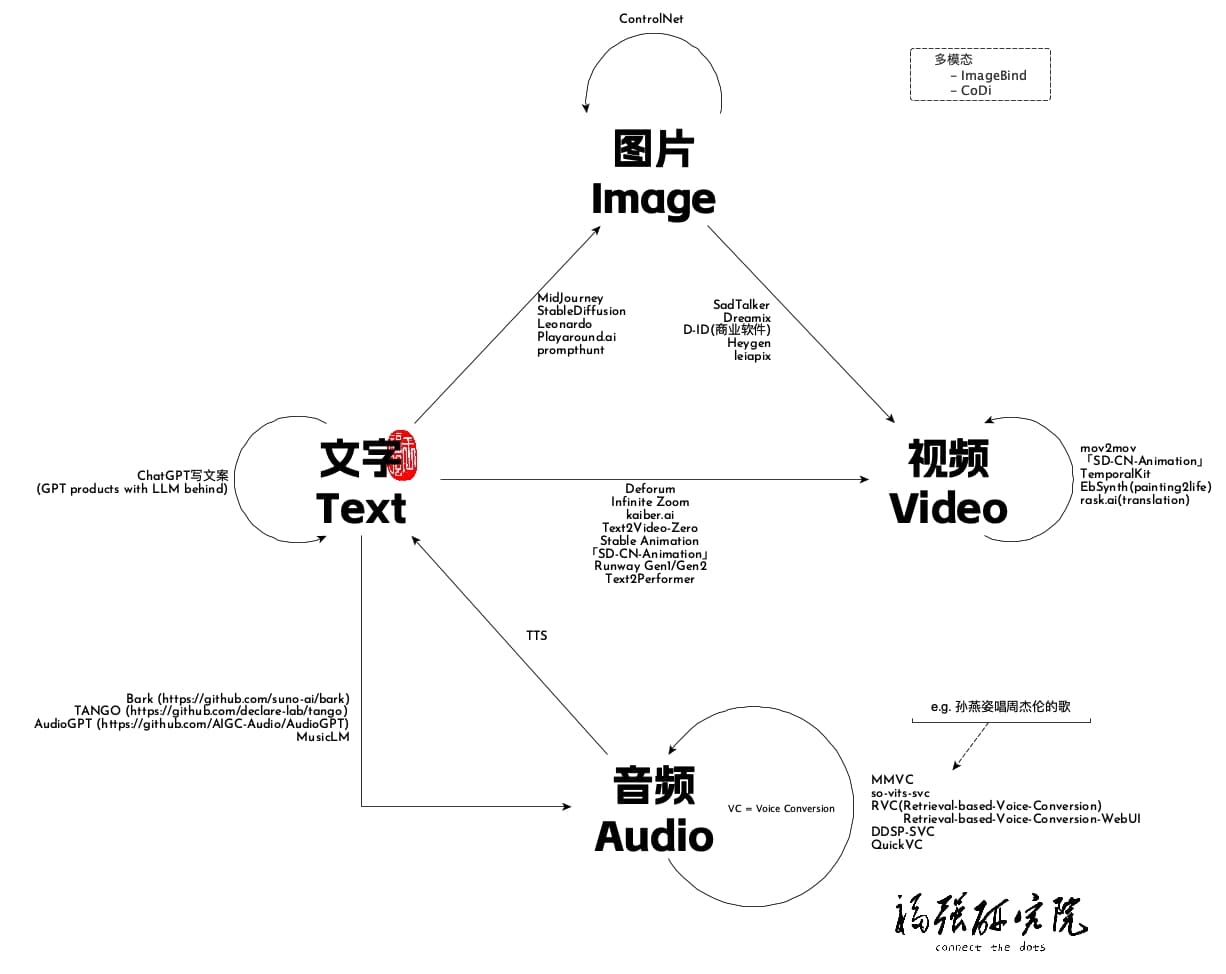 ControlNet
多模态
- ImageBind
- CoDi
图片
Image
MidJourney
StableDiffusion
Leonardo
Playaround.ai
prompthunt
SadTalker
Dreamix
D-ID(商业软件)
Heygen
leiapix
ChatGPT写文案
(GPT products with LLM behind)
文字
Text
Deforum
Infinite Zoom
kaiber.ai
Text2Video-Zero
Stable Animation
「SD-CN-Animation」
Runway Gen1/Gen2
Text2Performer
视频
Video
mov2mov
「SD-CN-Animation」
TemporalKit
EbSynth(painting2life)
rask.ai(translation)
TTS
Bark (https://github.com/suno-ai/bark)
TANGO (https://github.com/declare-lab/tango)
AudioGPT (https://github.com/AIGC-Audio/AudioGPT)
MusicLM
音频
Audio
VC = Voice Conversion
e.g. 孙燕姿唱周杰伦的歌
MMVC
so-vits-svc
RVC(Retrieval-based-Voice-Conversion)
Retrieval-based-Voice-Conversion-WebUI
DDSP-SVC
QuickVC
福强研究院
connect the dots